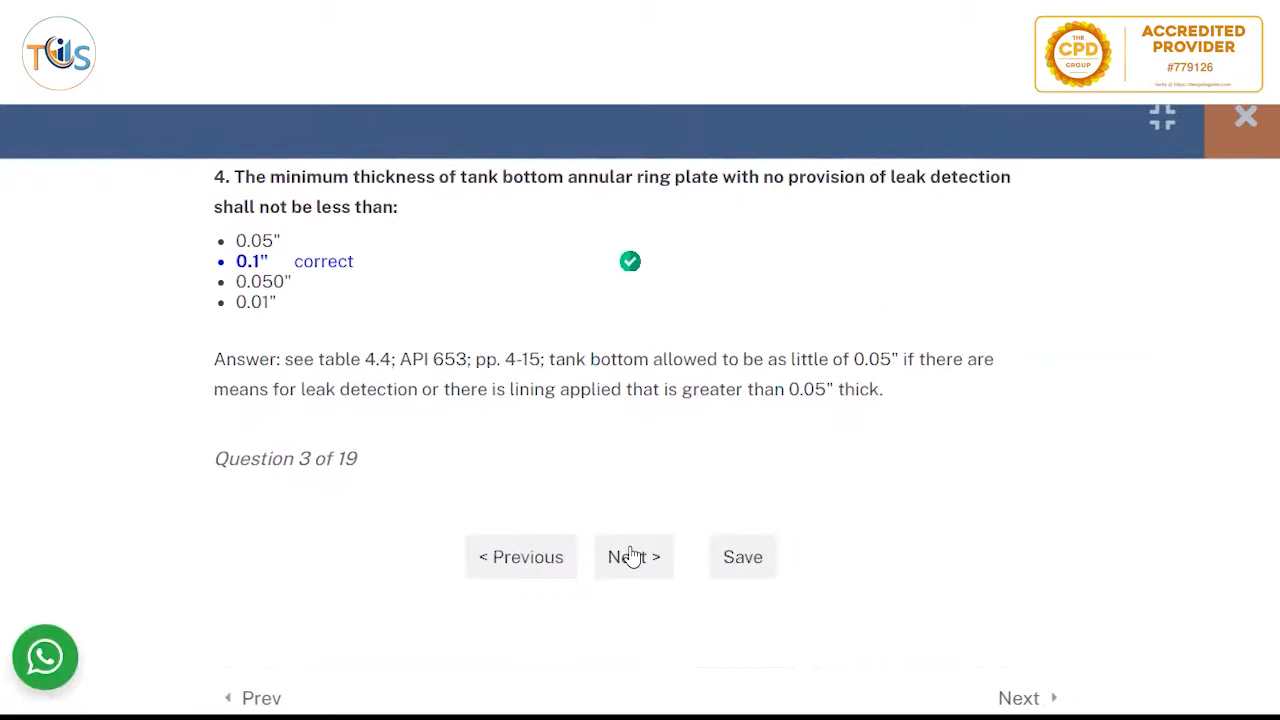 TCILS
THE
CPD
GROUP
ACCREDITED
PROVIDER
#779126
4. The minimum thickness of tank bottom annular ring plate with no provision of leak detection
shall not be less than:
• 0.05"
• 0.1" correct
• 0.050"
• 0.01"
Answer: see table 4.4; API 653; pp. 4-15; tank bottom allowed to be as little of 0.05" if there are
means for leak detection or there is lining applied that is greater than 0.05" thick.
Question 3 of 19
< Previous
Next >
Save
Prev
Next